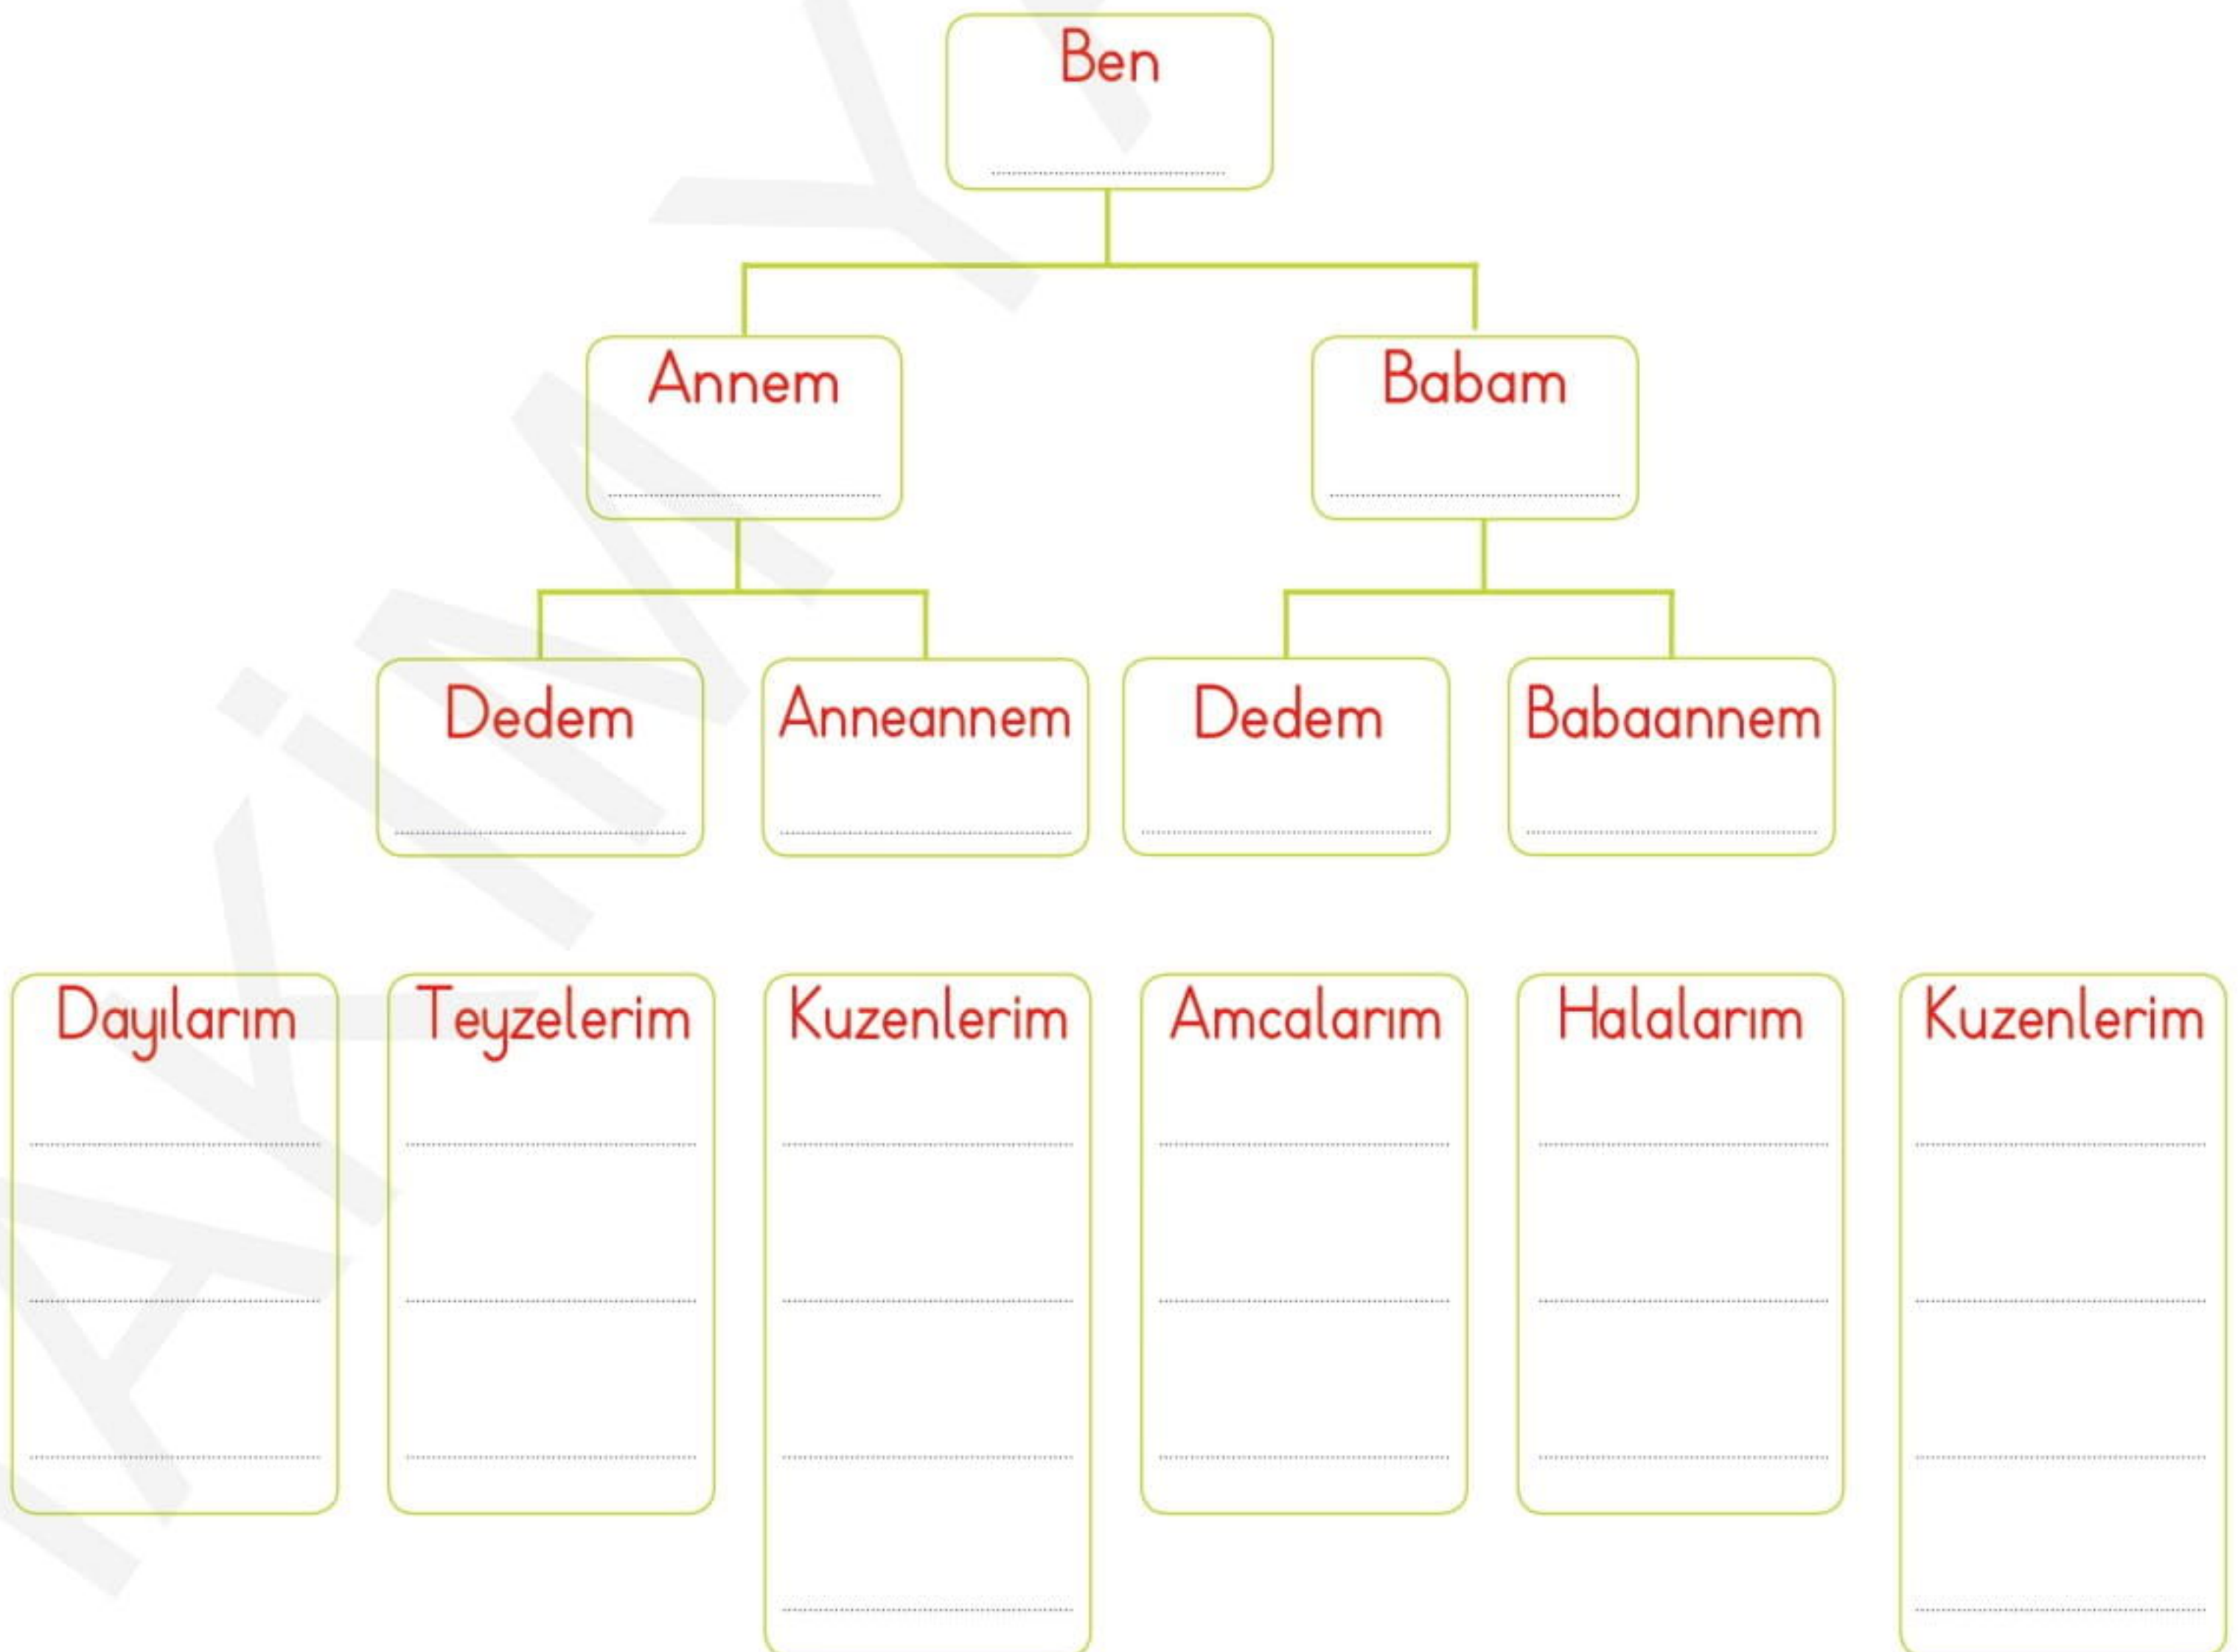 Ben
Annem
Babam
Dedem
Anneannem
Dedem
Babaannem
Dayılarım
Teyzelerim
Kuzenlerim
Amcalarım
Halalarım
Kuzenlerim